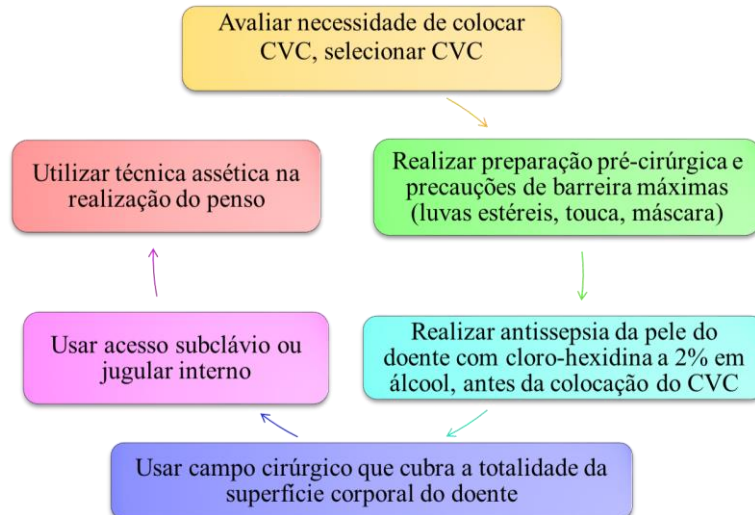 Avaliar necessidade de colocar
CVC, selecionar CVC
Realizar preparação pré-cirúrgica e
precauções de barreira máximas
(luvas estéreis, touca, máscara)
Realizar antissepsia da pele do
doente com cloro-hexidina a 2% em
álcool, antes da colocação do CVC
Usar campo cirúrgico que cubra a totalidade da
superfície corporal do doente
Usar acesso subclávio ou
jugular interno
Utilizar técnica assética na
realização do penso